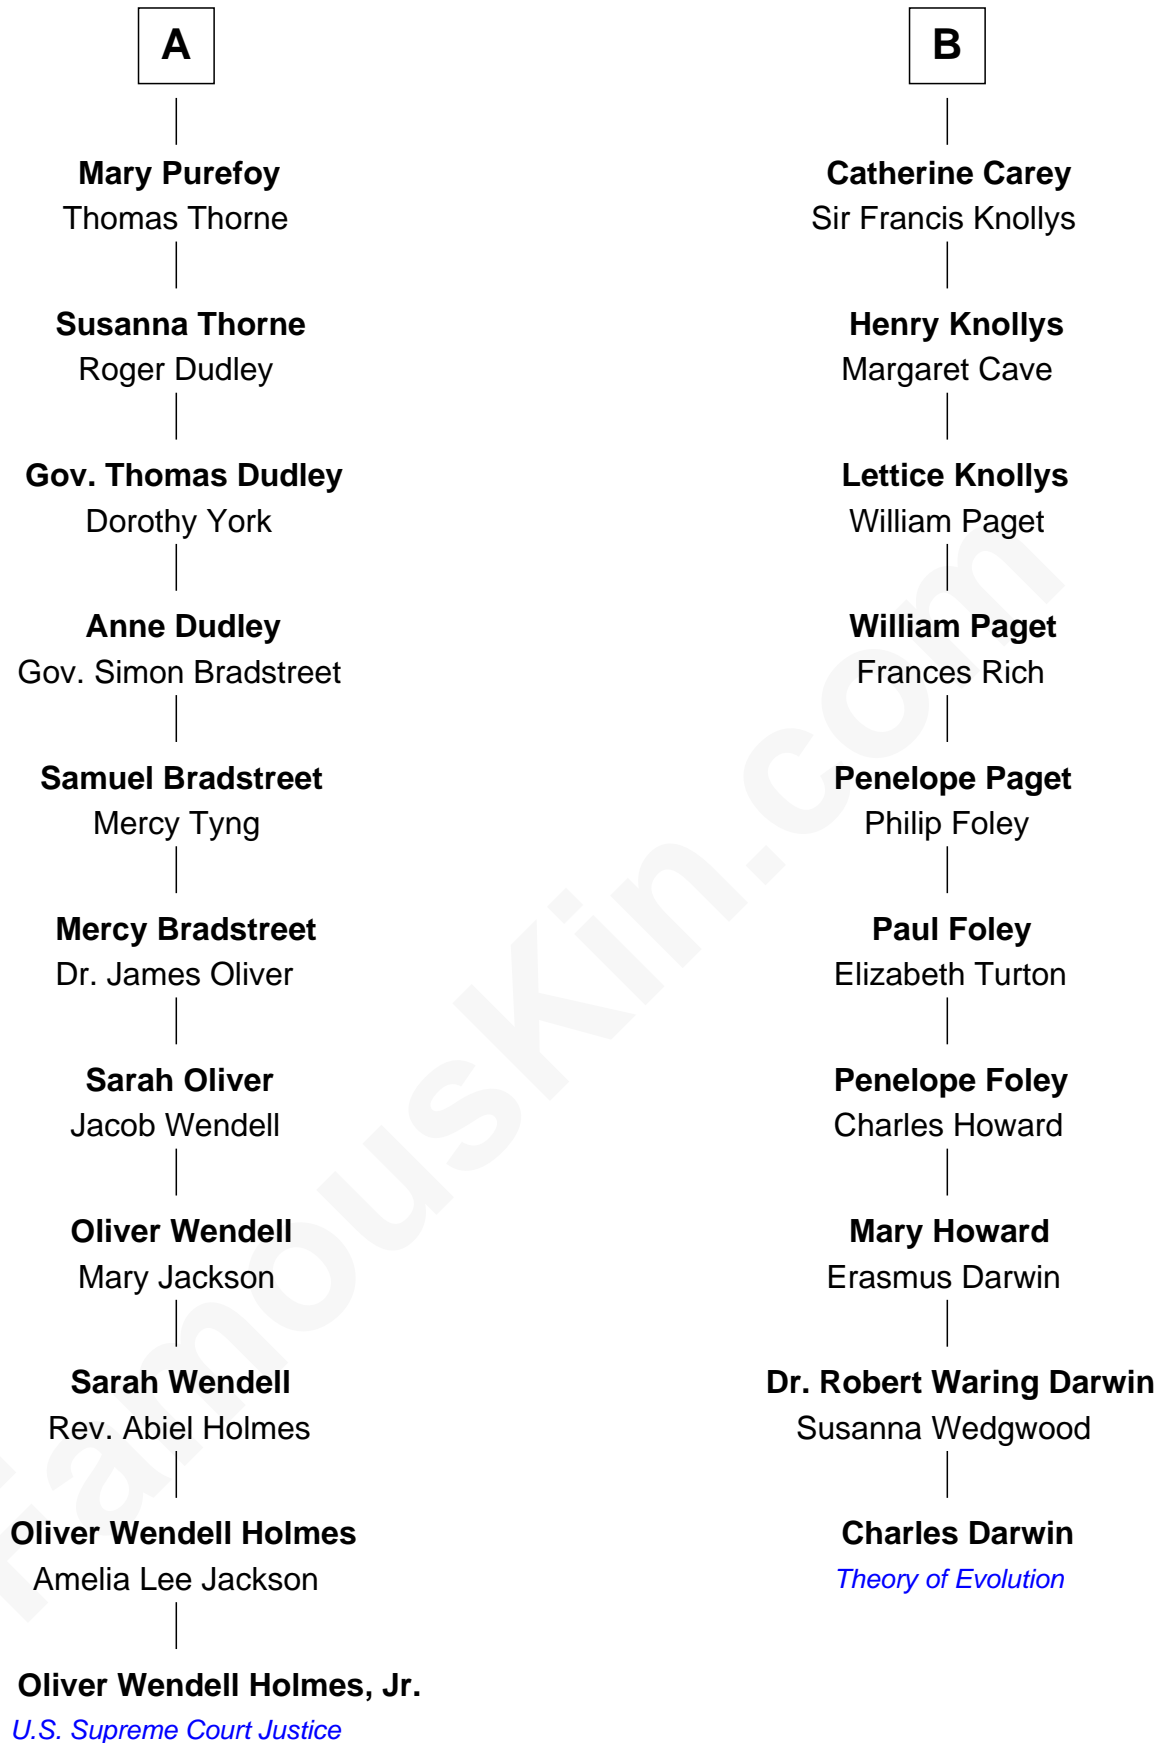 A
Mary Purefoy
Thomas Thorne
Susanna Thorne
Roger Dudley
Gov. Thomas Dudley
Dorothy York
Anne Dudley
Gov. Simon Bradstreet
Samuel Bradstreet
Mercy Tyng
Mercy Bradstreet
Dr. James Oliver
Sarah Oliver
Jacob Wendell
Oliver Wendell
Mary Jackson
Sarah Wendell
Rev. Abiel Holmes
Oliver Wendell Holmes
Amelia Lee Jackson
Oliver Wendell Holmes, Jr.
U.S. Supreme Court Justice
B
Catherine Carey
Sir Francis Knollys
Henry Knollys
Margaret Cave
Lettice Knollys
William Paget
William Paget
Frances Rich
Penelope Paget
Philip Foley
Paul Foley
Elizabeth Turton
Penelope Foley
Charles Howard
Mary Howard
Erasmus Darwin
Dr. Robert Waring Darwin
Susanna Wedgwood
Charles Darwin
Theory of Evolution
FamousKin.com